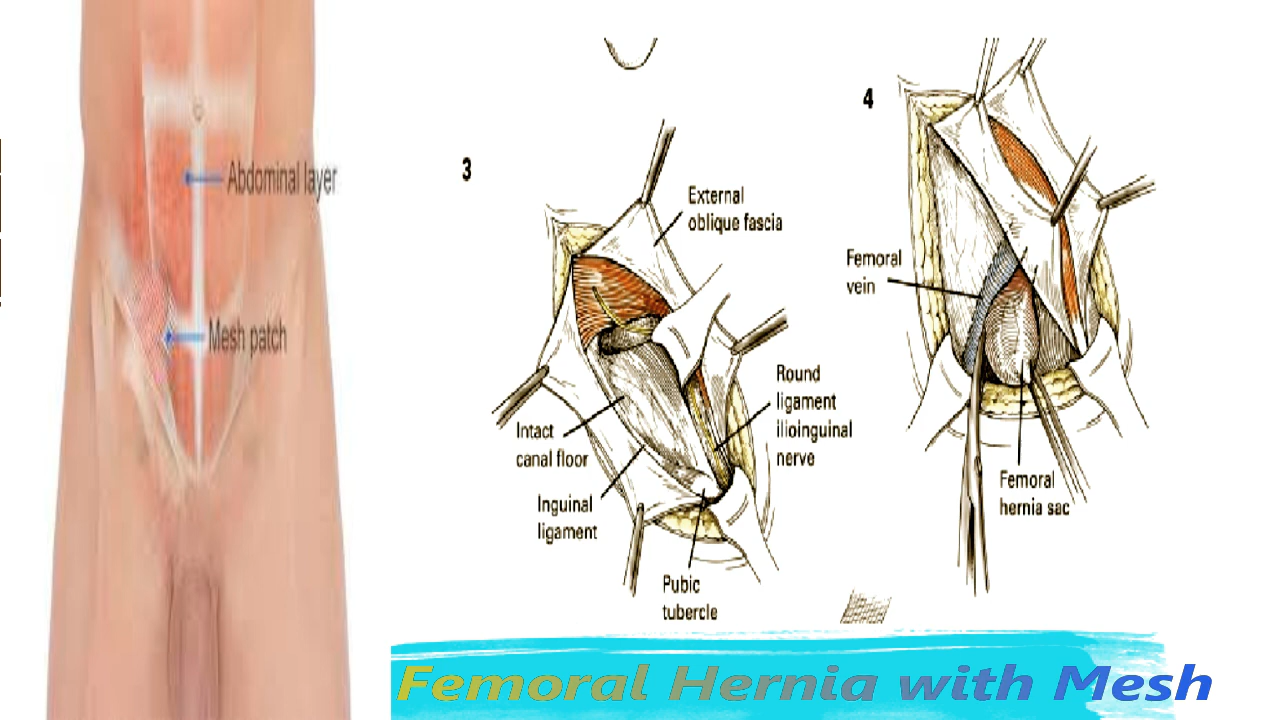 Abdominal layer
Mesh patch
3
External
oblique fascia
Round
ligament
ilioinguinal
nerve
Intact
canal floor
Inguinal
ligament
Pubic
tubercle
4
Femoral
vein
Femoral
hernia sac
Femoral Hernia with Mesh